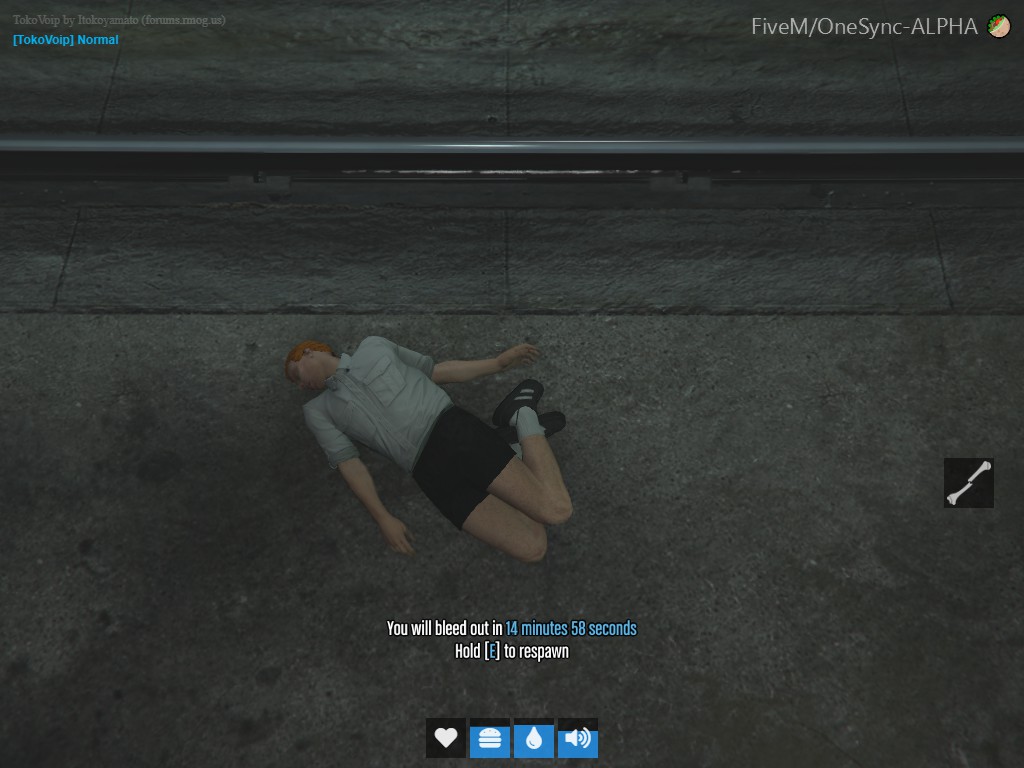 TokoVoip by Itokoyamato (forums.rmog.us)
[TokoVoip] Normal
FiveM/OneSync-ALPHA
You will bleed out in 14 minutes 58 seconds
Hold [E] to respawn